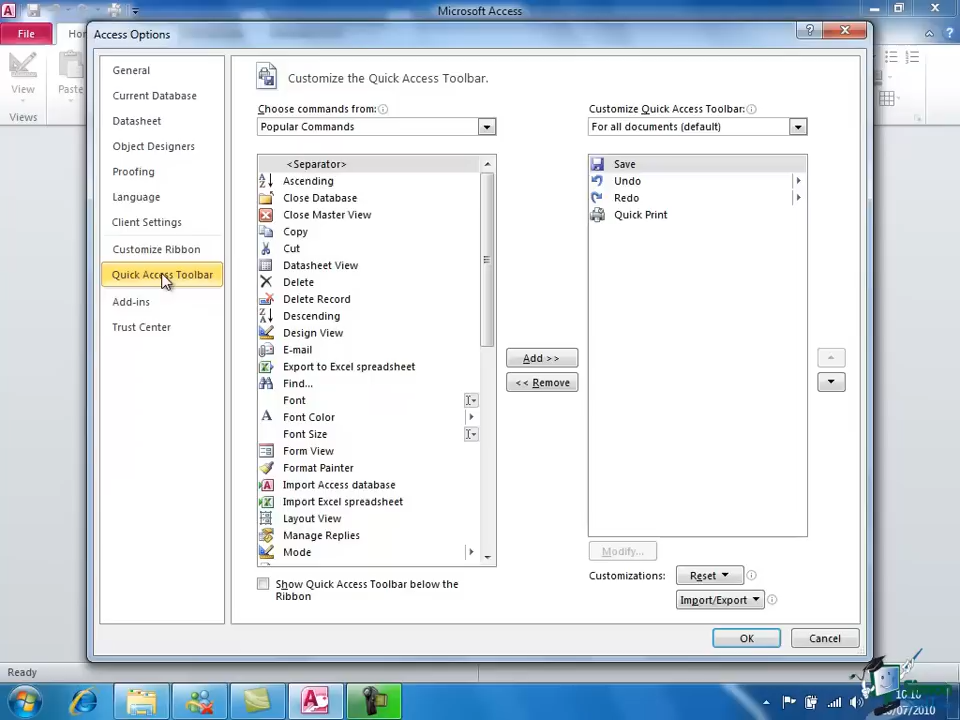 Microsoft Access
File
Access Options
View
Paste
Views
General
Current Database
Datasheet
Object Designers
Proofing
Language
Client Settings
Customize Ribbon
Quick Access Toolbar
Add-ins
Trust Center
Customize the Quick Access Toolbar.
Choose commands from:
Popular Commands
<Separator>
Ascending
Close Database
Close Master View
Copy
Cut
Datasheet View
Delete
Delete Record
Descending
Design View
E-mail
Export to Excel spreadsheet
Find...
Font
Font Color
Font Size
Form View
Format Painter
Import Access database
Import Excel spreadsheet
Layout View
Manage Replies
Mode
Show Quick Access Toolbar below the
Ribbon
Add >>
<< Remove
Customize Quick Access Toolbar:
For all documents (default)
Save
Undo
Redo
Quick Print
Modify...
Customizations:
Reset
Import/Export
OK
Cancel
Ready